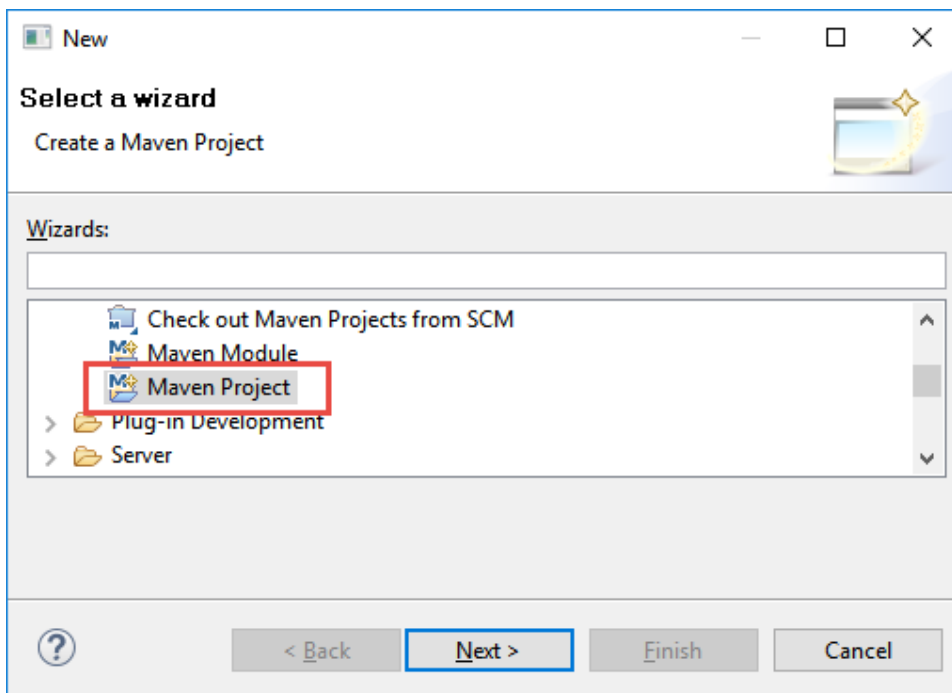 New
Select a wizard
Create a Maven Project
Wizards:
Check out Maven Projects from SCM
Maven Module
Maven Project
Plug-in Development
Server
< Back Next > Finish Cancel